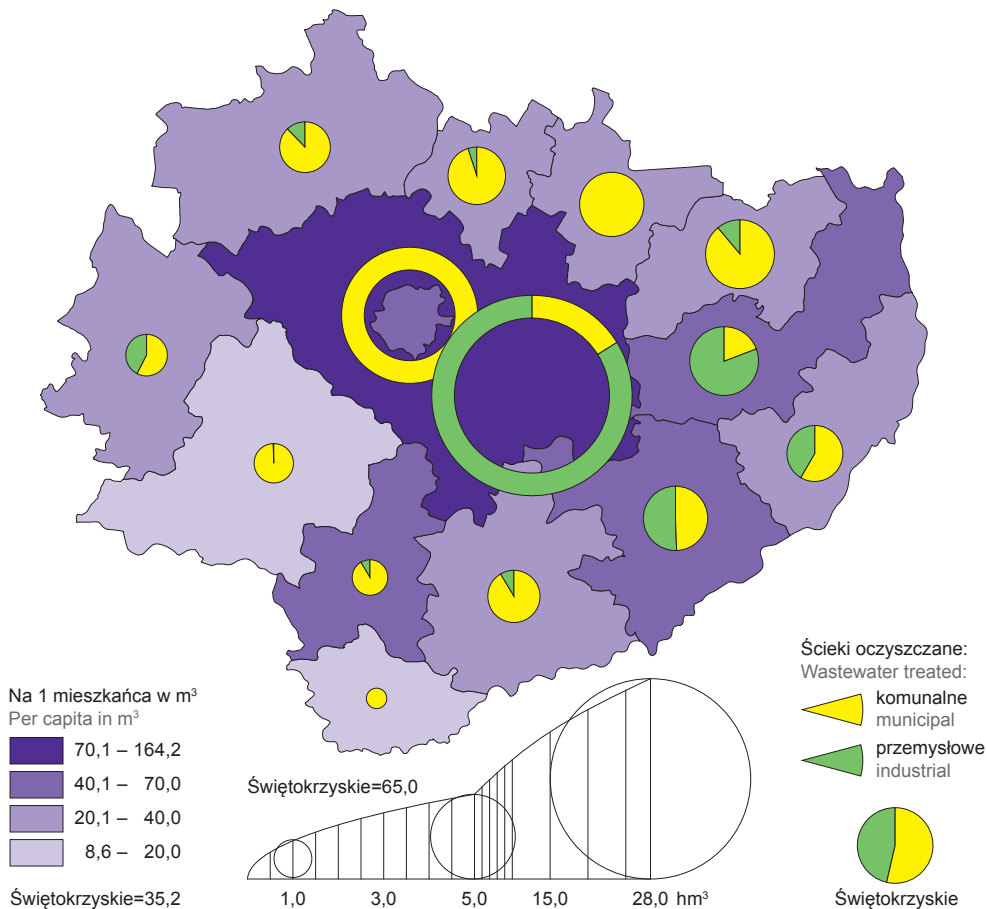 Na 1 mieszkańca w m³
Per capita in m³
70,1 – 164,2
40,1 – 70,0
20,1 – 40,0
8,6 – 20,0
Świętokrzyskie=35,2
Świętokrzyskie=65,0
1,0 3,0 5,0 15,0 28,0 hm³
Ścieki oczyszczane:
Wastewater treated:
komunalne
municipal
przemysłowe
industrial
Świętokrzyskie